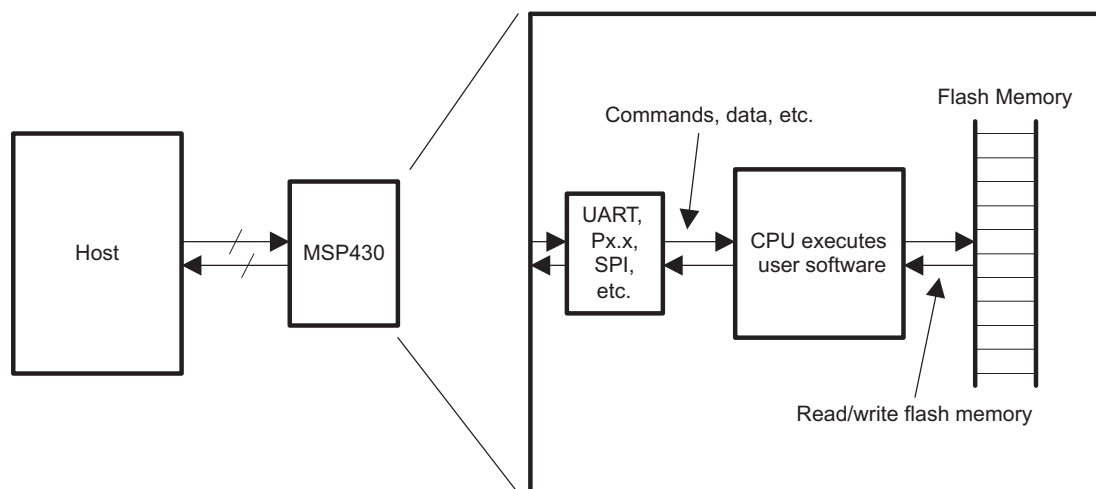 Host
MSP430
Commands, data, etc.
UART,
Px.x,
SPI,
etc.
CPU executes
user software
Flash Memory
Read/write flash memory